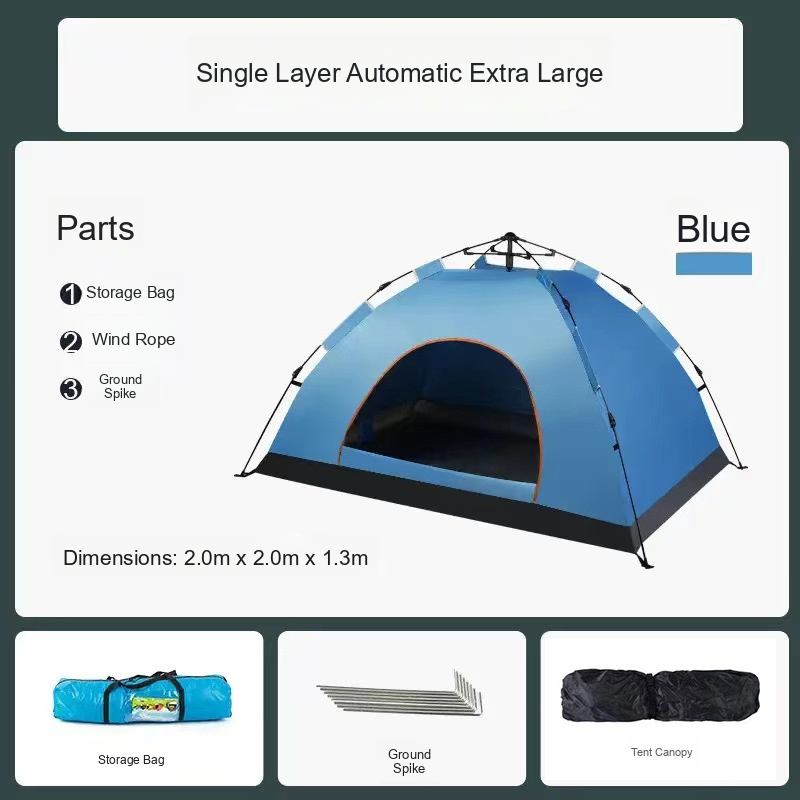 Single Layer Automatic Extra Large
Parts
Blue
1 Storage Bag
2 Wind Rope
3 Ground
Spike
Dimensions: 2.0m x 2.0m x 1.3m
Storage Bag
Ground
Spike
Tent Canopy